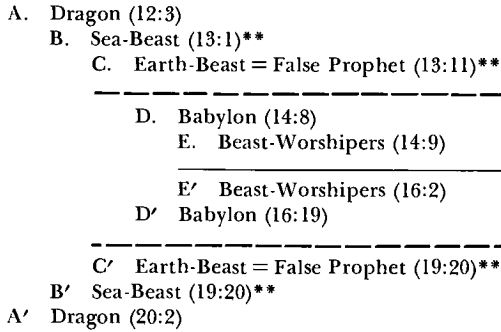 A. Dragon (12:3)
B. Sea-Beast (13:1)**
C. Earth-Beast = False Prophet (13:11)**
D. Babylon (14:8)
E. Beast-Worshipers (14:9)
E′ Beast-Worshipers (16:2)
D′ Babylon (16:19)
C′ Earth-Beast = False Prophet (19:20)**
B′ Sea-Beast (19:20)**
A′ Dragon (20:2)